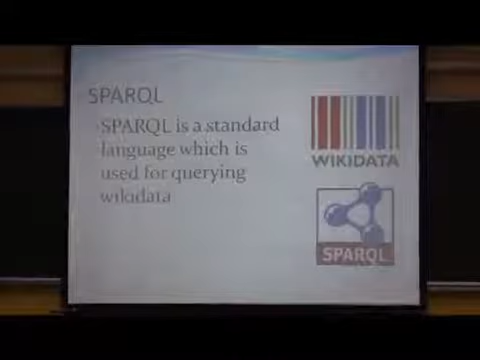 SPARQL
SPARQL is a standard
language which is
used for querying
wikidata
WIKIDATA
SPARQL